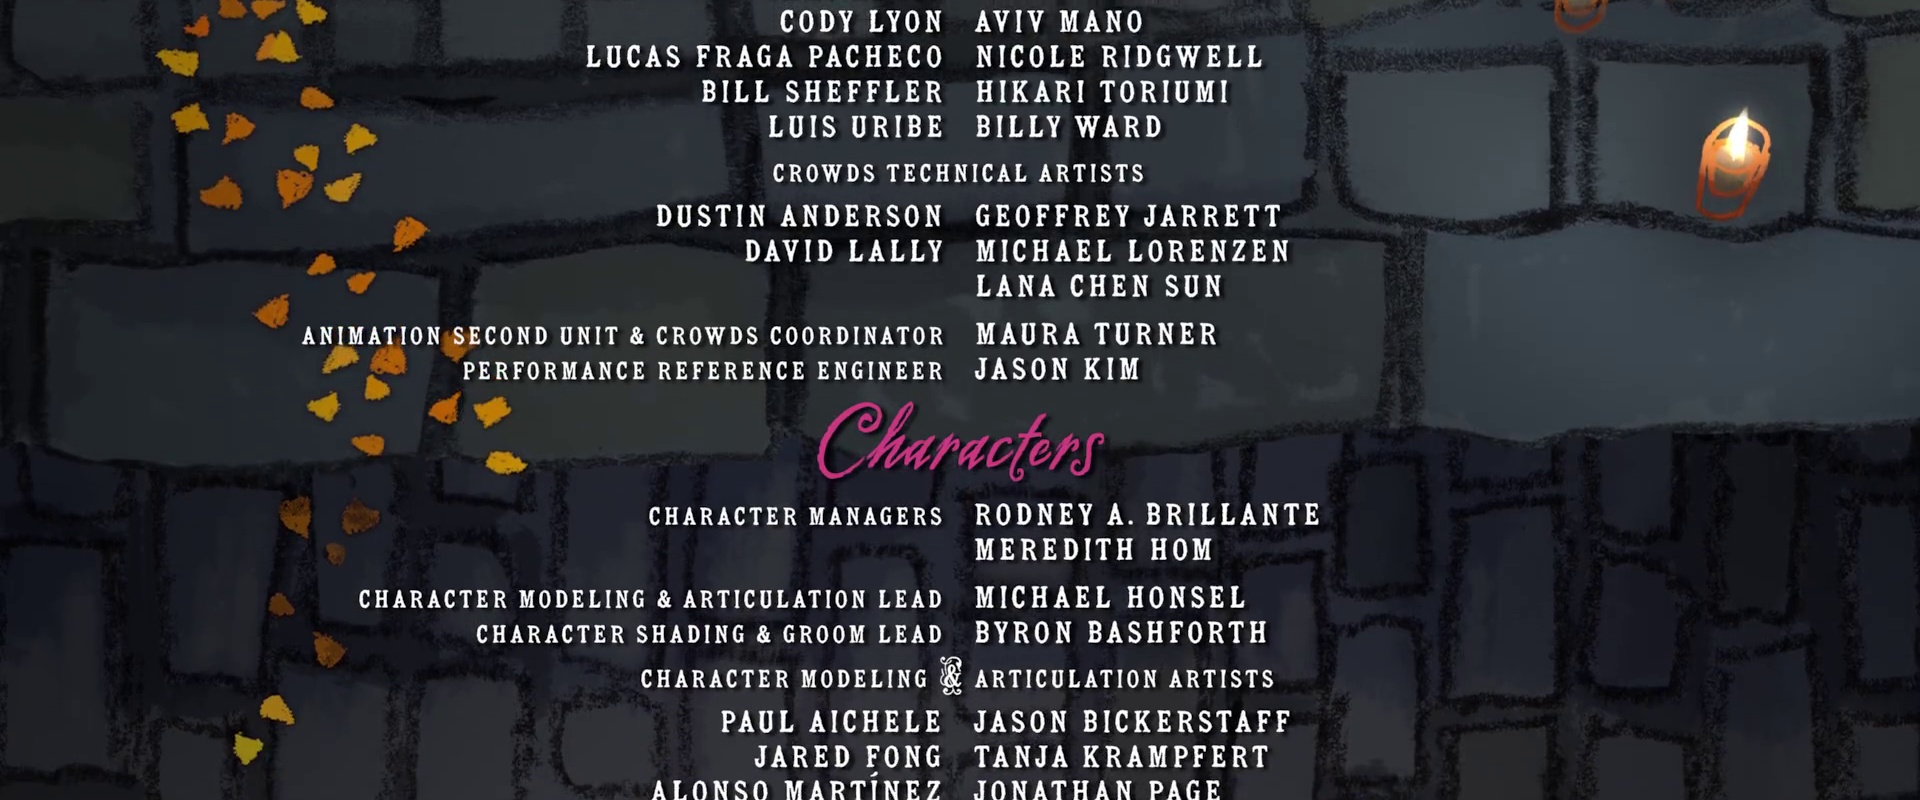 CODY LYON AVIV MANO
LUCAS FRAGA PACHECO NICOLE RIDGWELL
BILL SHEFFLER HIKARI TORIUMI
LUIS URIBE BILLY WARD
CROWDS TECHNICAL ARTISTS
DUSTIN ANDERSON GEOFFREY JARRETT
DAVID LALLY MICHAEL LORENZEN
LANA CHEN SUN
ANIMATION SECOND UNIT & CROWDS COORDINATOR MAURA TURNER
PERFORMANCE REFERENCE ENGINEER JASON KIM
Characters
CHARACTER MANAGERS RODNEY A. BRILLANTE
MEREDITH HOM
CHARACTER MODELING & ARTICULATION LEAD MICHAEL HONSEL
CHARACTER SHADING & GROOM LEAD BYRON BASHFORTH
CHARACTER MODELING & ARTICULATION ARTISTS
PAUL AICHELE JASON BICKERSTAFF
JARED FONG TANJA KRAMPFERT
ALONSO MARTÍNEZ JONATHAN PAGE